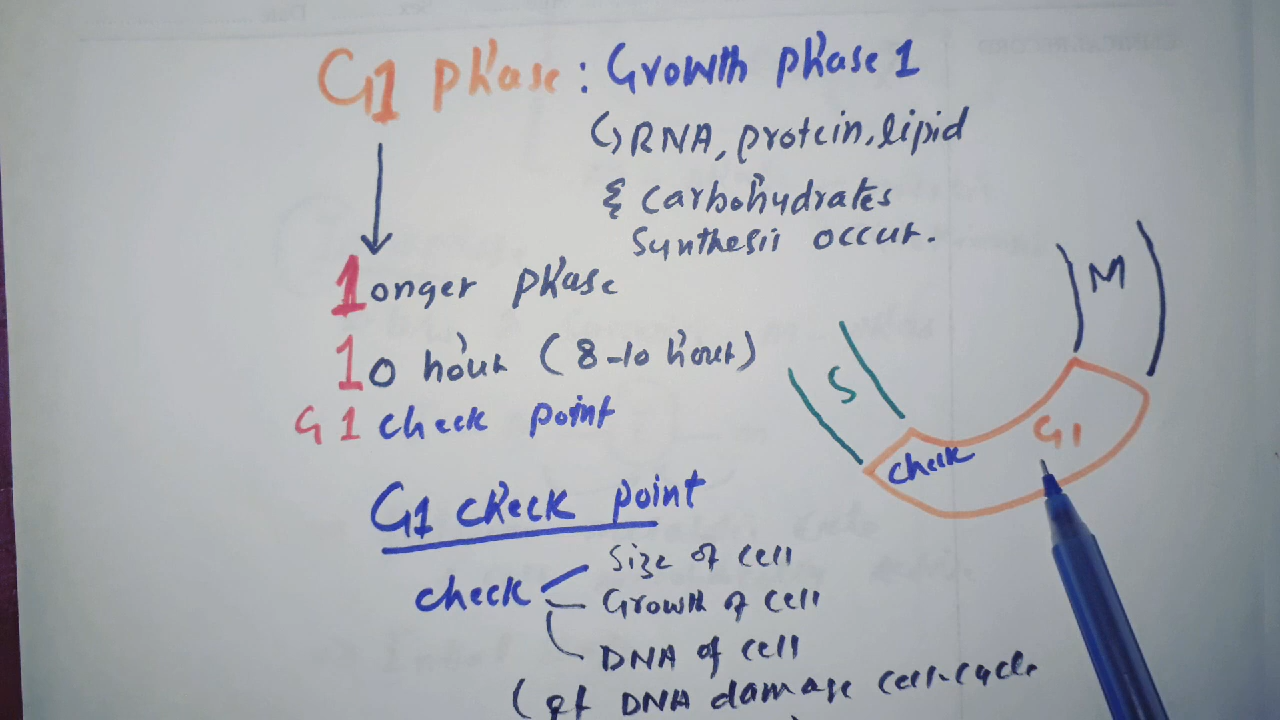 G1 phase: Growth phase 1
RNA, protein, lipid
& carbohydrates
synthesis occur.
1onger phase
10 hour (8-10 hour)
G1 check point
M
S
G1
check
G1 check point
check
Size of cell
Growth of cell
DNA of cell
(If DNA damage cell-cycle